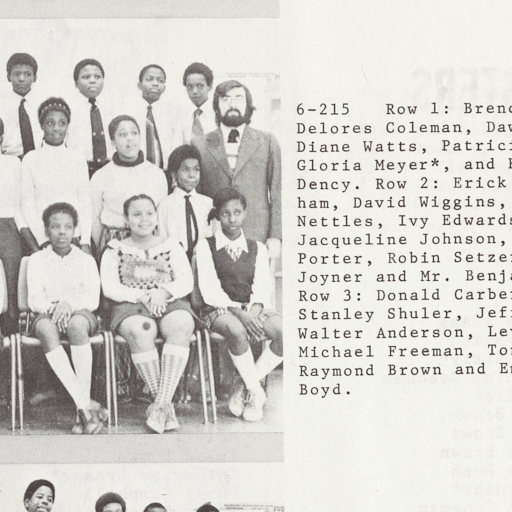 6-215 Row 1: Brend
Delores Coleman, Dav
Diane Watts, Patrici
Gloria Meyer*, and
Dency. Row 2: Erick
ham, David Wiggins,
Nettles, Ivy Edwards
Jacqueline Johnson,
Porter, Robin Setze
Joyner and Mr. Benja
Row 3: Donald Carbe
Stanley Shuler, Jef
Walter Anderson, Le
Michael Freeman, To
Raymond Brown and E
Boyd.